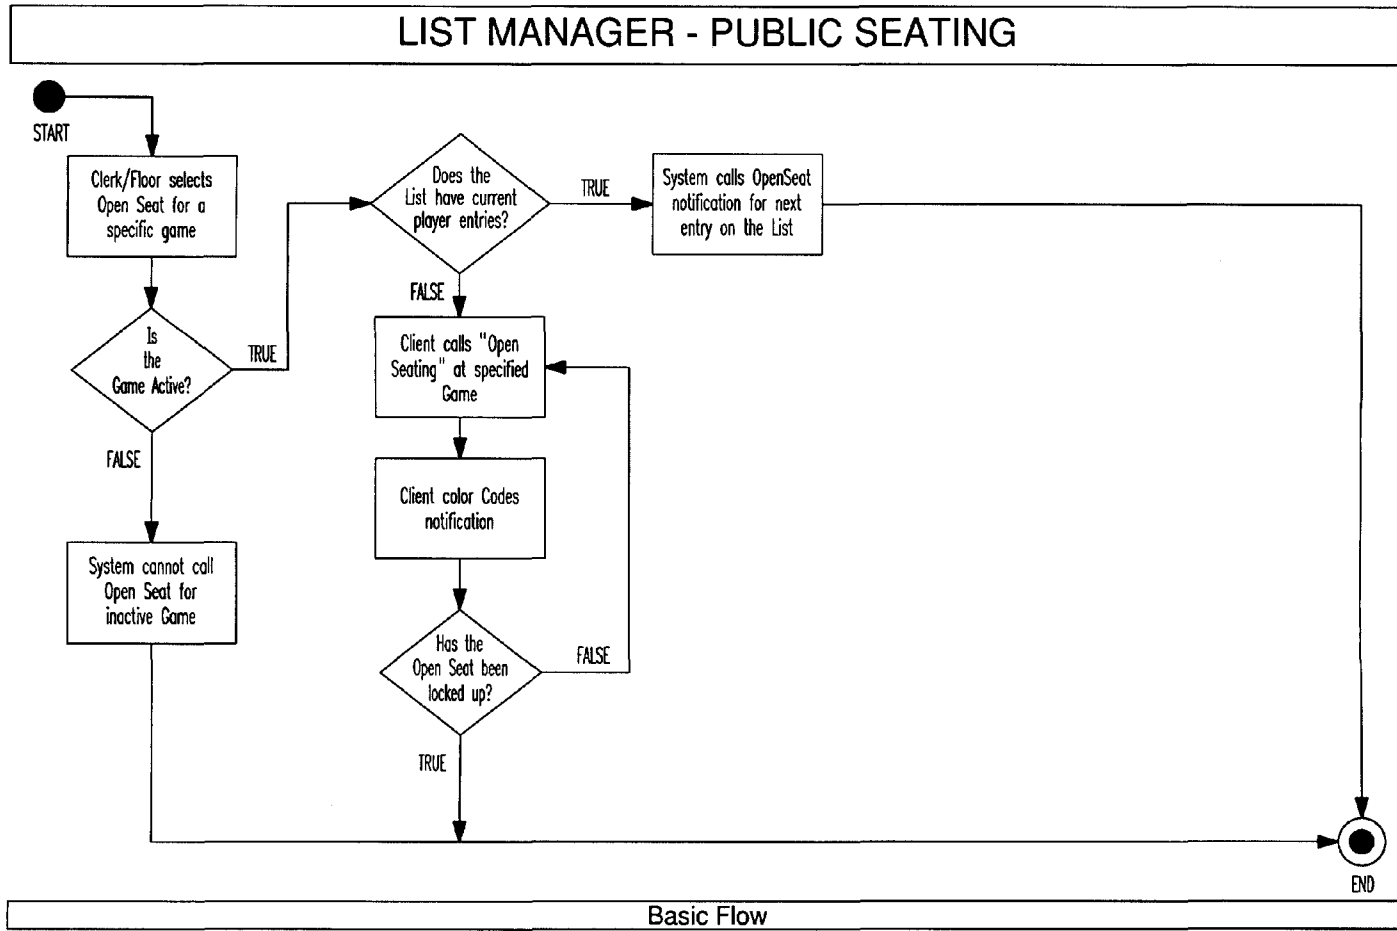 LIST MANAGER - PUBLIC SEATING
START
Clerk/Floor selects
Open Seat for a
specific game
Is
the
Game Active?
TRUE
FALSE
System cannot call
Open Seat for
inactive Game
Does the
List have current
player entries?
TRUE
System calls OpenSeat
notification for next
entry on the List
FALSE
Client calls "Open
Seating" at specified
Game
Client color Codes
notification
Has the
Open Seat been
locked up?
FALSE
TRUE
END
Basic Flow